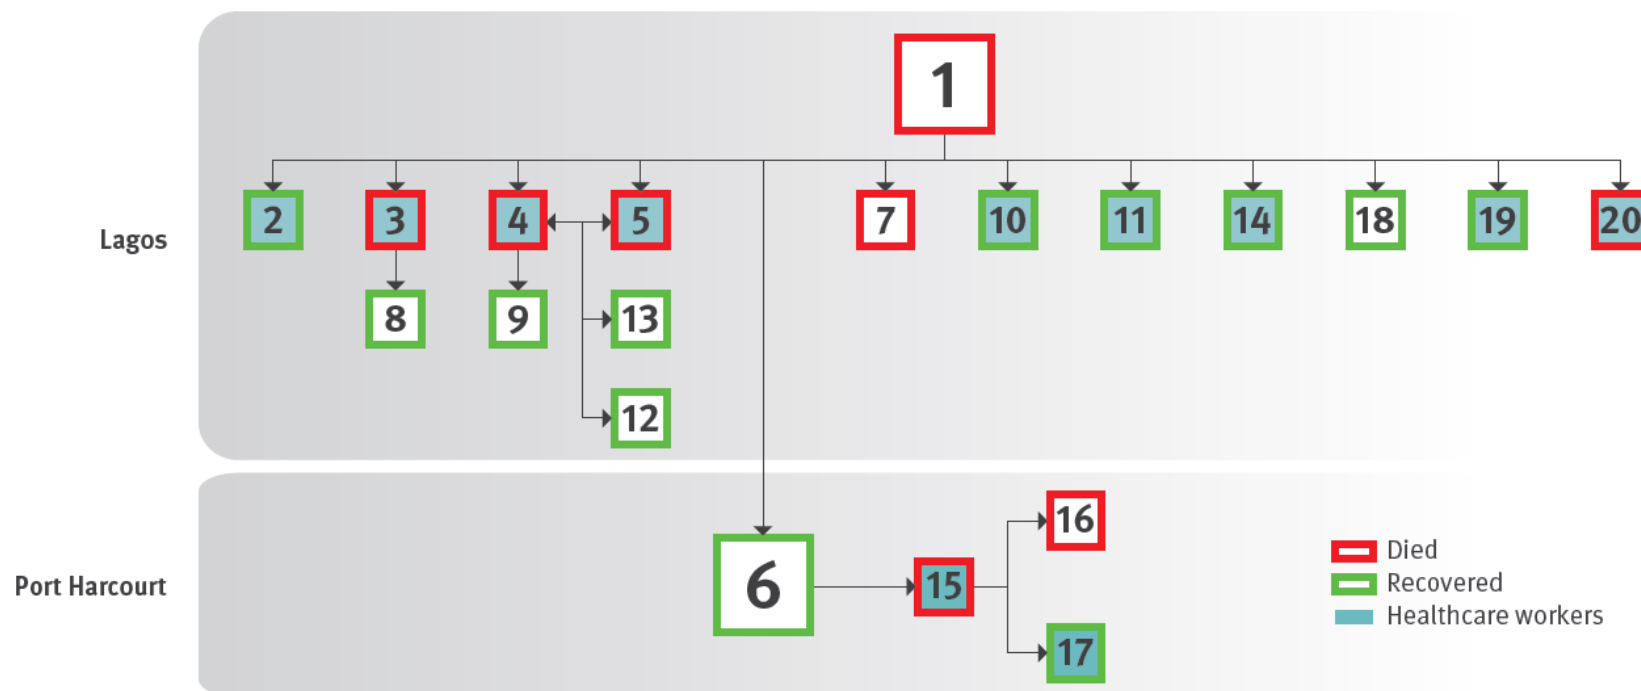 1
2 3 4 5 7 10 11 14 18 19 20
Lagos
8 9 13
12
16
Died
6 15
Recovered
Port Harcourt
Healthcare workers
17